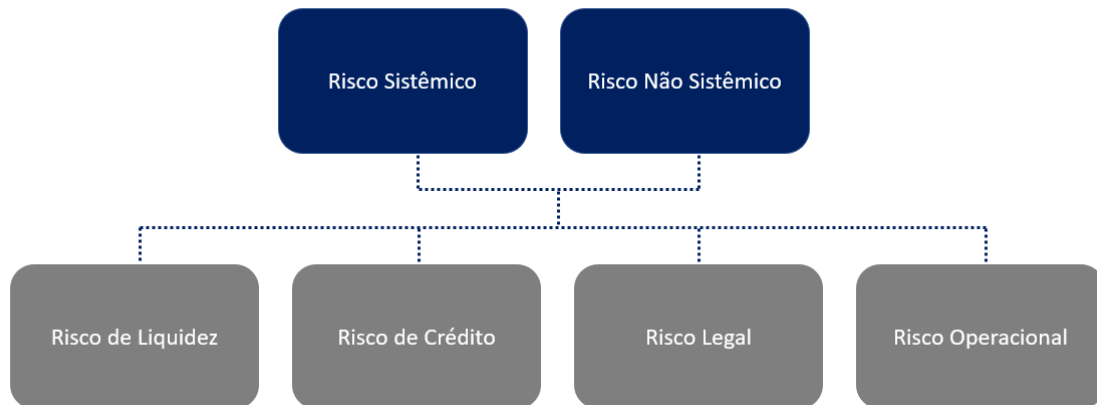 Risco Sistêmico
Risco Não Sistêmico
Risco de Liquidez
Risco de Crédito
Risco Legal
Risco Operacional